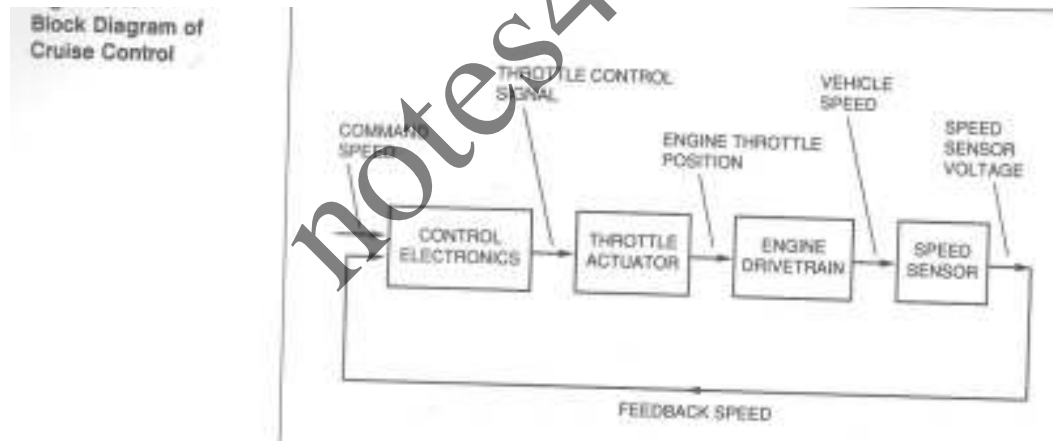 Block Diagram of
Cruise Control
THROTTLE CONTROL
SIGNAL
VEHICLE
SPEED
COMMAND
SPEED
ENGINE THROTTLE
POSITION
SPEED
SENSOR
VOLTAGE
CONTROL
ELECTRONICS
THROTTLE
ACTUATOR
ENGINE
DRIVETRAIN
SPEED
SENSOR
FEEDBACK SPEED
notes4